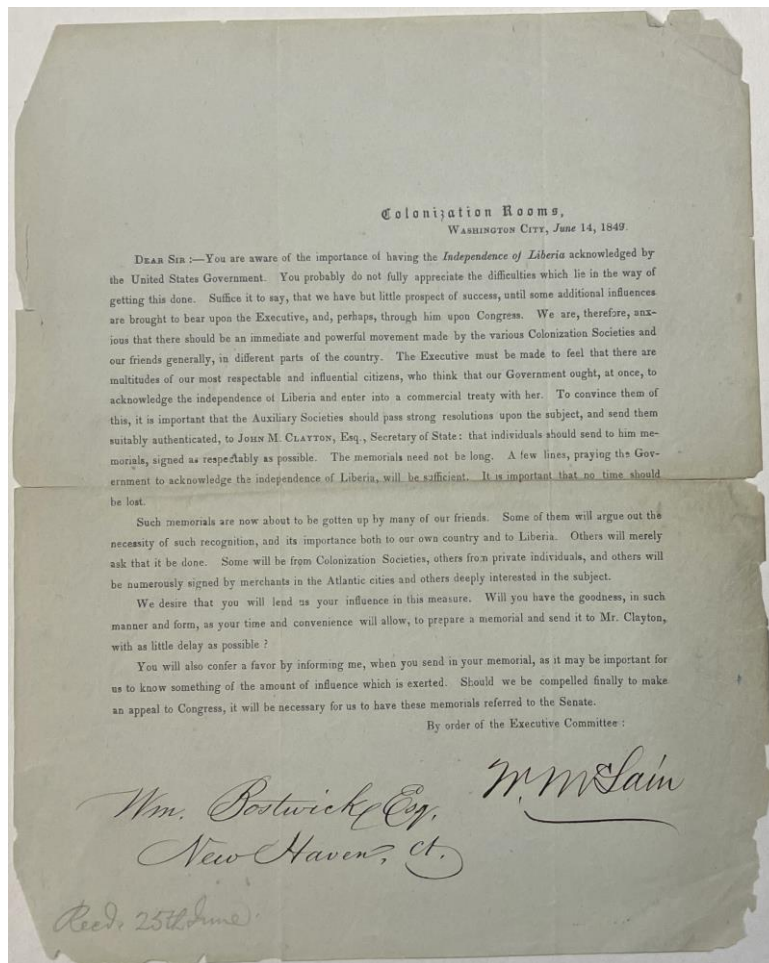 Colonization Rooms,
WASHINGTON CITY, June 14, 1849.
DEAR SIR :—You are aware of the importance of having the Independence of Liberia acknowledged by
the United States Government. You probably do not fully appreciate the difficulties which lie in the way of
getting this done. Suffice it to say, that we have but little prospect of success, until some additional influences
are brought to bear upon the Executive, and, perhaps, through him upon Congress. We are, therefore, anx-
ious that there should be an immediate and powerful movement made by the various Colonization Societies and
our friends generally, in different parts of the country. The Executive must be made to feel that there are
multitudes of our most respectable and influential citizens, who think that our Government ought, at once, to
acknowledge the independence of Liberia and enter into a commercial treaty with her. To convince them of
this, it is important that the Auxiliary Societies should pass strong resolutions upon the subject, and send them
suitably authenticated, to JOHN M. CLAYTON, Esq., Secretary of State: that individuals should send to him me-
morials, signed as respectably as possible. The memorials need not be long. A few lines, praying the Gov-
ernment to acknowledge the independence of Liberia, will be sufficient. It is important that no time should
be lost.
Such memorials are now about to be gotten up by many of our friends. Some of them will argue out the
necessity of such recognition, and its importance both to our own country and to Liberia. Others will merely
ask that it be done. Some will be from Colonization Societies, others from private individuals, and others will
be numerously signed by merchants in the Atlantic cities and others deeply interested in the subject.
We desire that you will lend us your influence in this measure. Will you have the goodness, in such
manner and form, as your time and convenience will allow, to prepare a memorial and send it to Mr. Clayton,
with as little delay as possible ?
You will also confer a favor by informing me, when you send in your memorial, as it may be important for
us to know something of the amount of influence which is exerted. Should we be compelled finally to make
an appeal to Congress, it will be necessary for us to have these memorials referred to the Senate.
By order of the Executive Committee :
W. McLain
Wm. Bostwick, Esq.
New Haven, Ct.
Recd. 25th June.